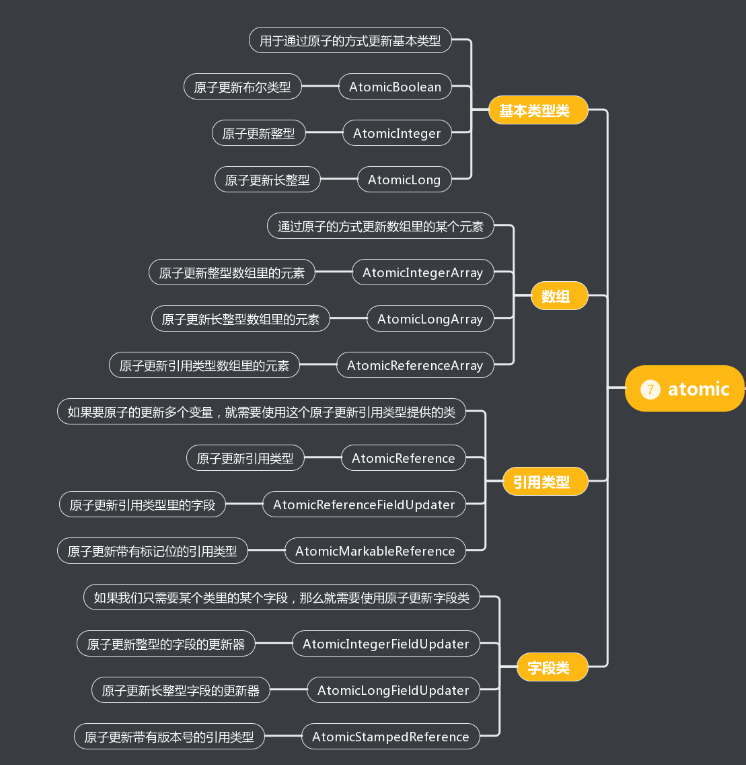 用于通过原子的方式更新基本类型
原子更新布尔类型 AtomicBoolean
基本类型类
原子更新整型 AtomicInteger
原子更新长整型 AtomicLong
通过原子的方式更新数组里的某个元素
原子更新整型数组里的元素 AtomicIntegerArray
数组
原子更新长整型数组里的元素 AtomicLongArray
原子更新引用类型数组里的元素 AtomicReferenceArray
7 atomic
如果要原子的更新多个变量，就需要使用这个原子更新引用类型提供的类
原子更新引用类型 AtomicReference
引用类型
原子更新引用类型里的字段 AtomicReferenceFieldUpdater
原子更新带有标记位的引用类型 AtomicMarkableReference
如果我们只需要某个类里的某个字段，那么就需要使用原子更新字段类
原子更新整型的字段的更新器 AtomicIntegerFieldUpdater
字段类
原子更新长整型字段的更新器 AtomicLongFieldUpdater
原子更新带有版本号的引用类型 AtomicStampedReference